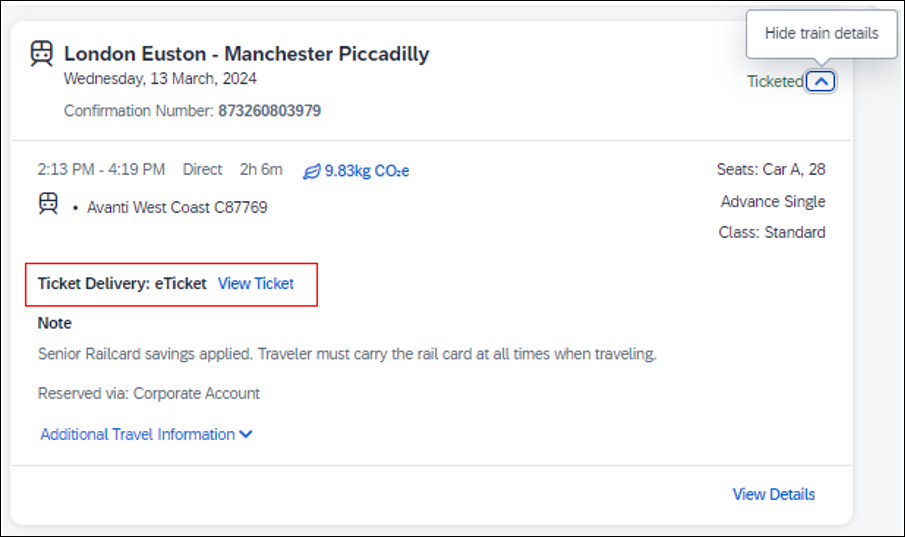 Hide train details
London Euston - Manchester Piccadilly
Wednesday, 13 March, 2024
Ticketed
Confirmation Number: 873260803979
2:13 PM - 4:19 PM Direct 2h 6m 9.83kg CO₂e
Seats: Car A, 28
• Avanti West Coast C87769
Advance Single
Class: Standard
Ticket Delivery: eTicket View Ticket
Note
Senior Railcard savings applied. Traveler must carry the rail card at all times when traveling.
Reserved via: Corporate Account
Additional Travel Information
View Details